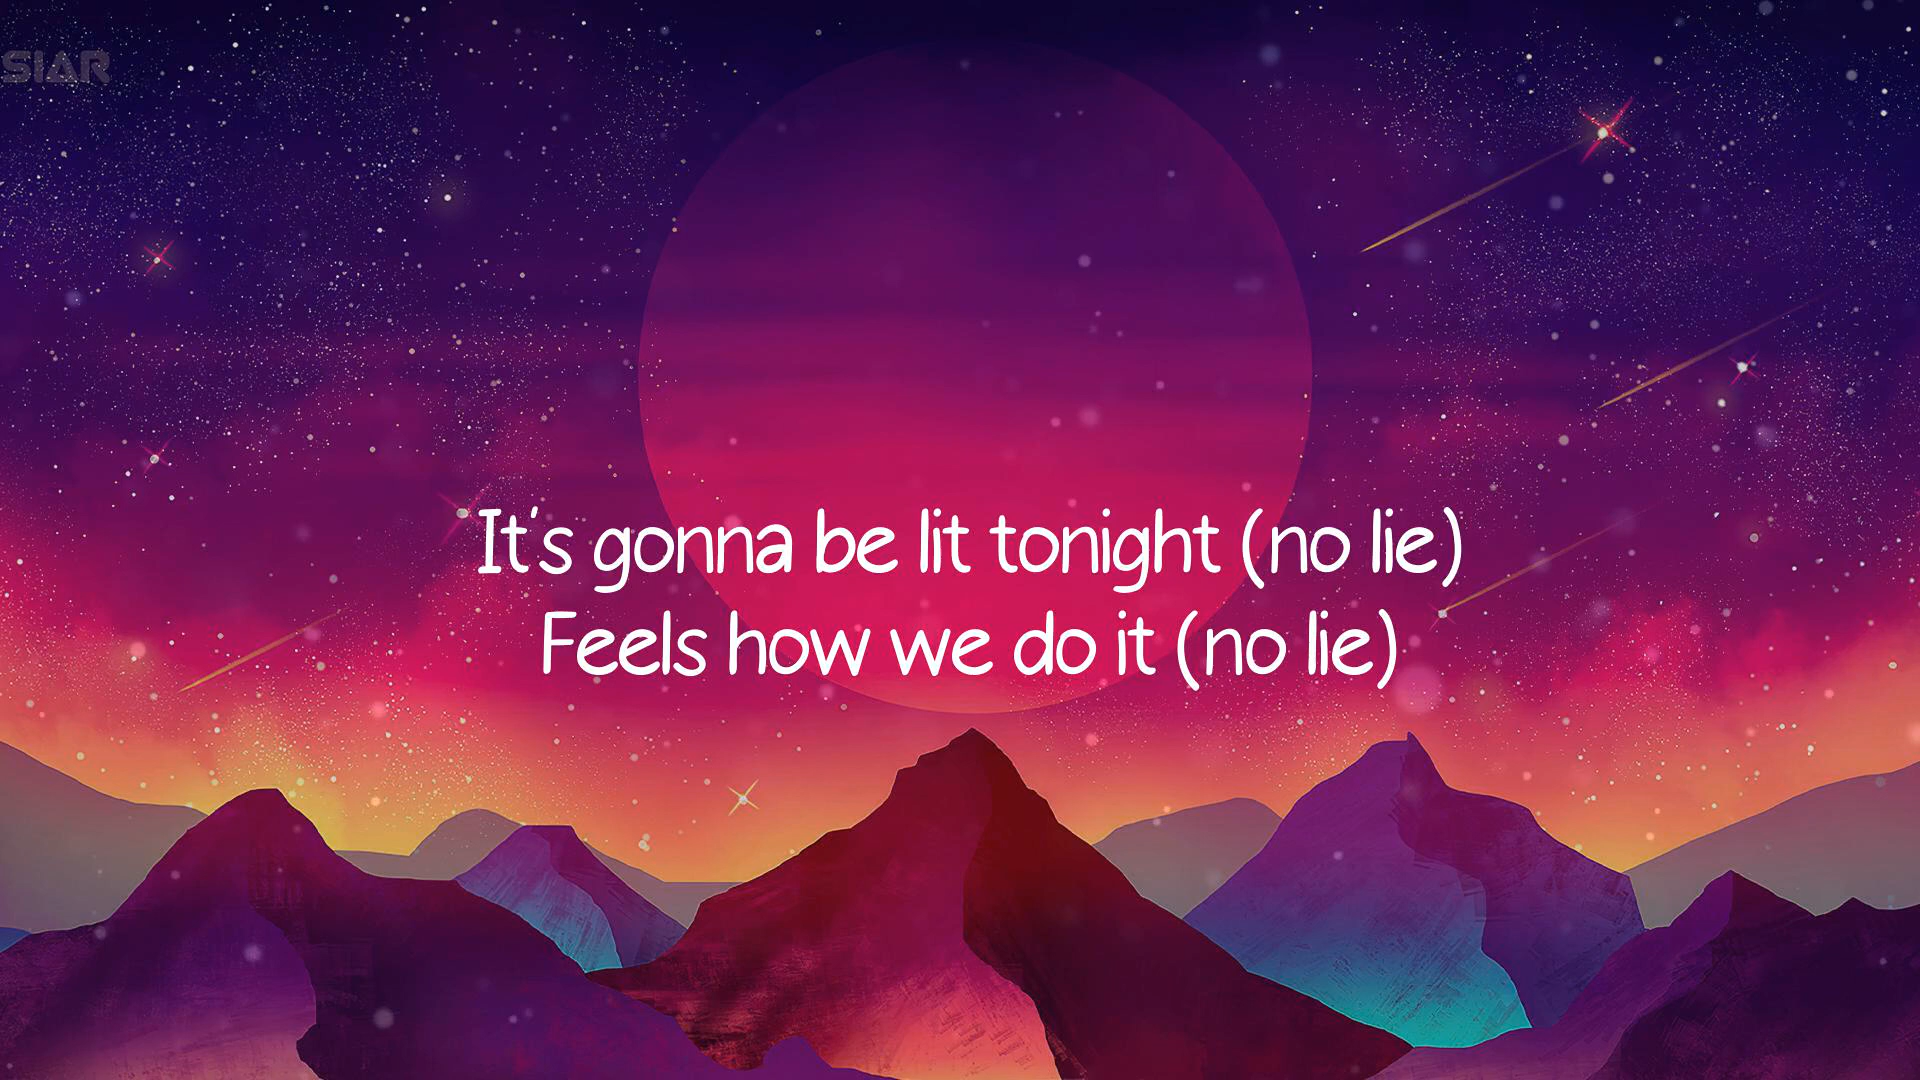 SIAR
It's gonna be lit tonight (no lie)
Feels how we do it (no lie)